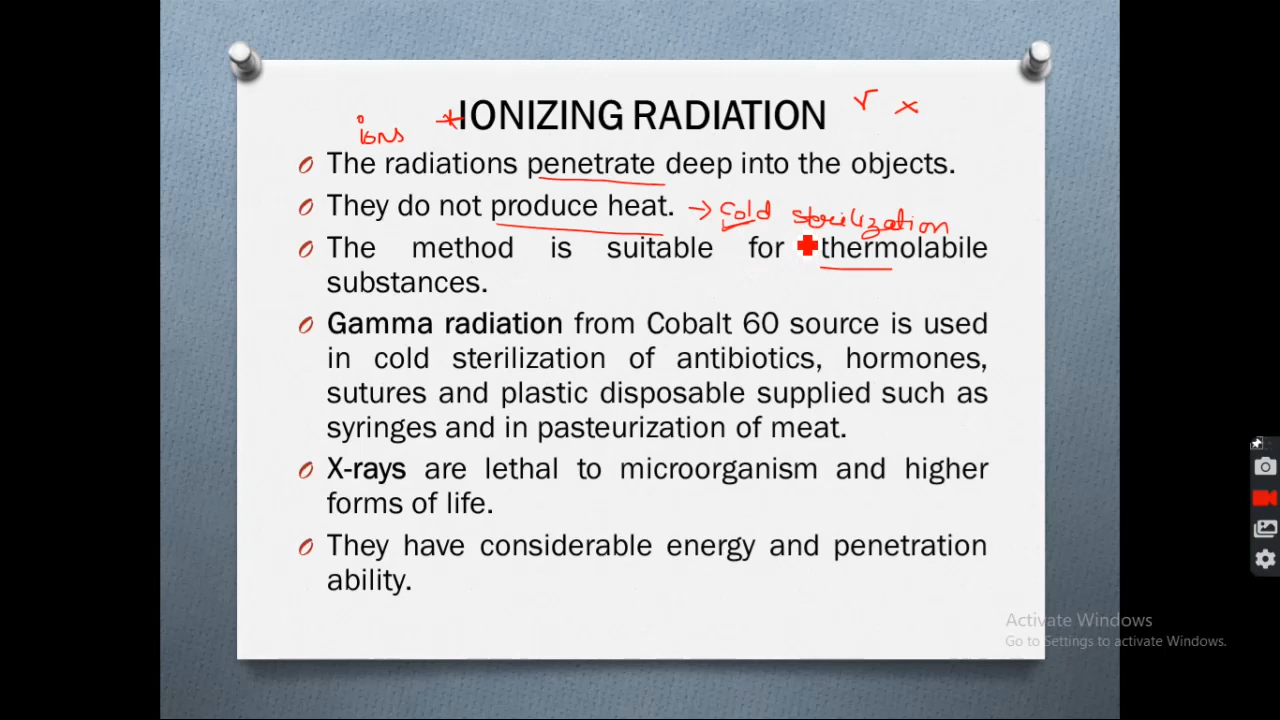 IONIZING RADIATION γ x
ions
The radiations penetrate deep into the objects.
They do not produce heat. → cold sterilization
The method is suitable for thermolabile
substances.
Gamma radiation from Cobalt 60 source is used
in cold sterilization of antibiotics, hormones,
sutures and plastic disposable supplied such as
syringes and in pasteurization of meat.
X-rays are lethal to microorganism and higher
forms of life.
They have considerable energy and penetration
ability.
Activate Windows
Go to Settings to activate Windows.